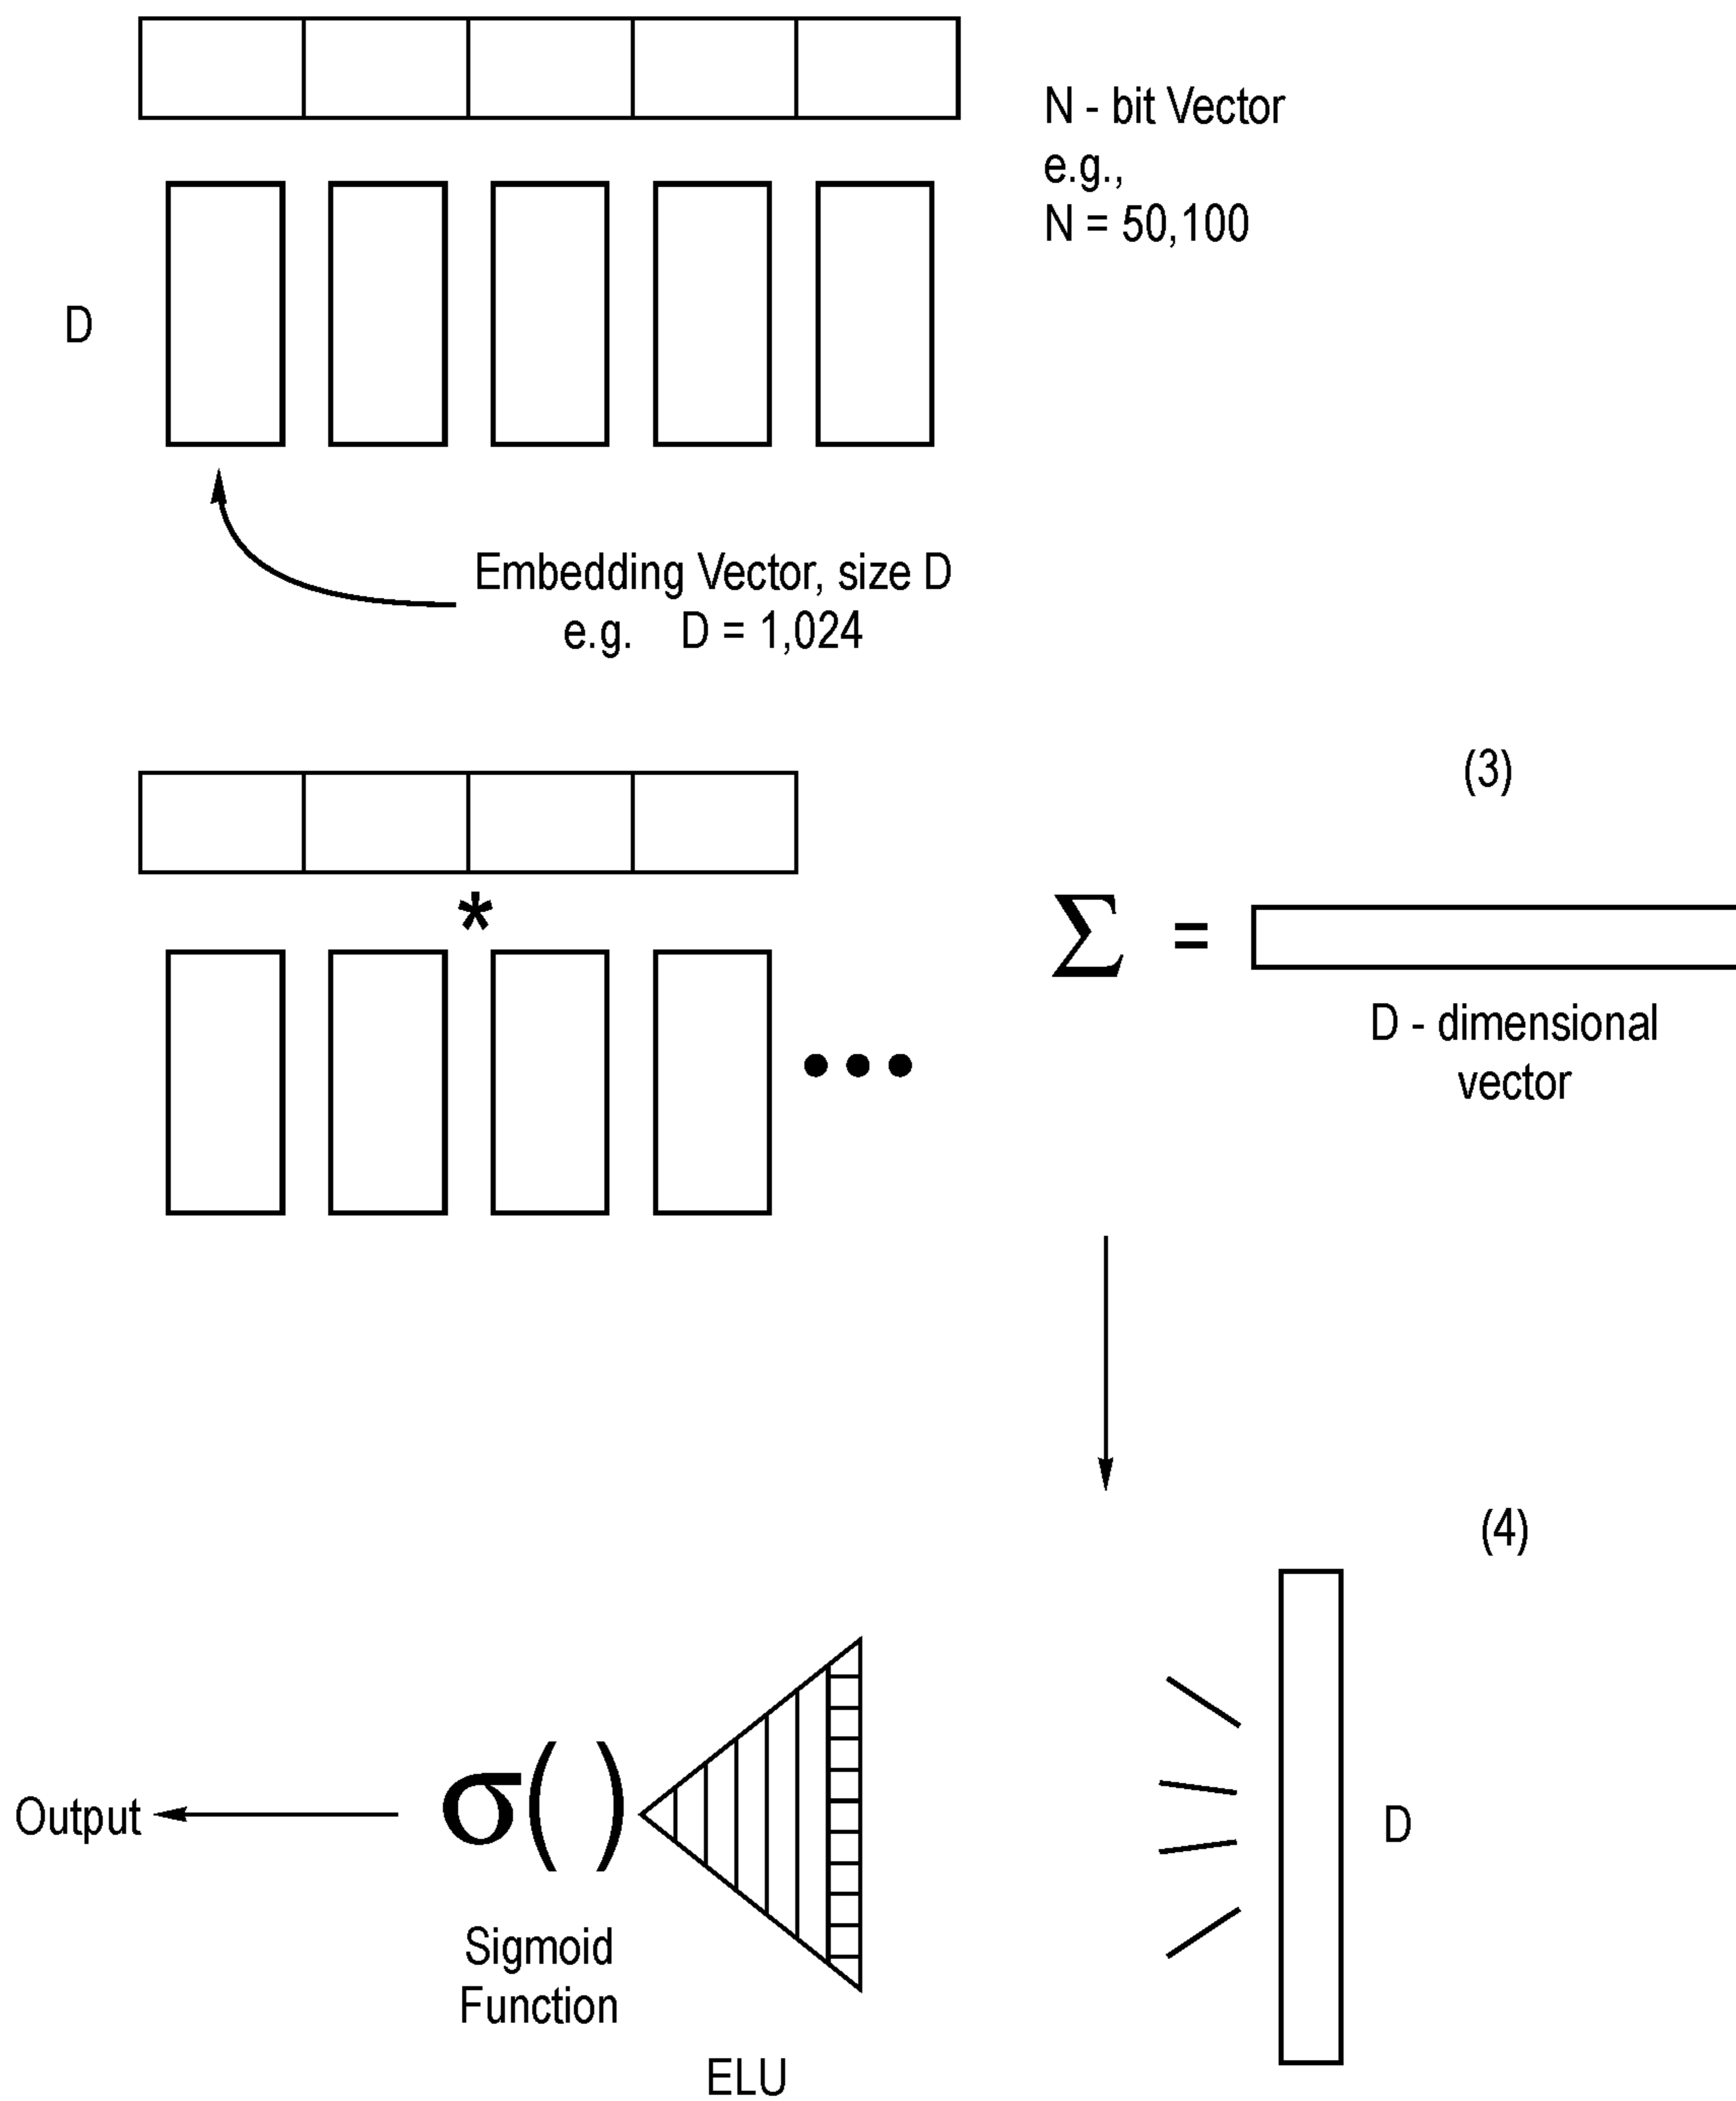 N - bit Vector
e.g.,
N = 50,100
D
Embedding Vector, size D
e.g. D = 1,024
(3)
*
Σ =
D - dimensional
vector
(4)
Output
σ( )
D
Sigmoid
Function
ELU